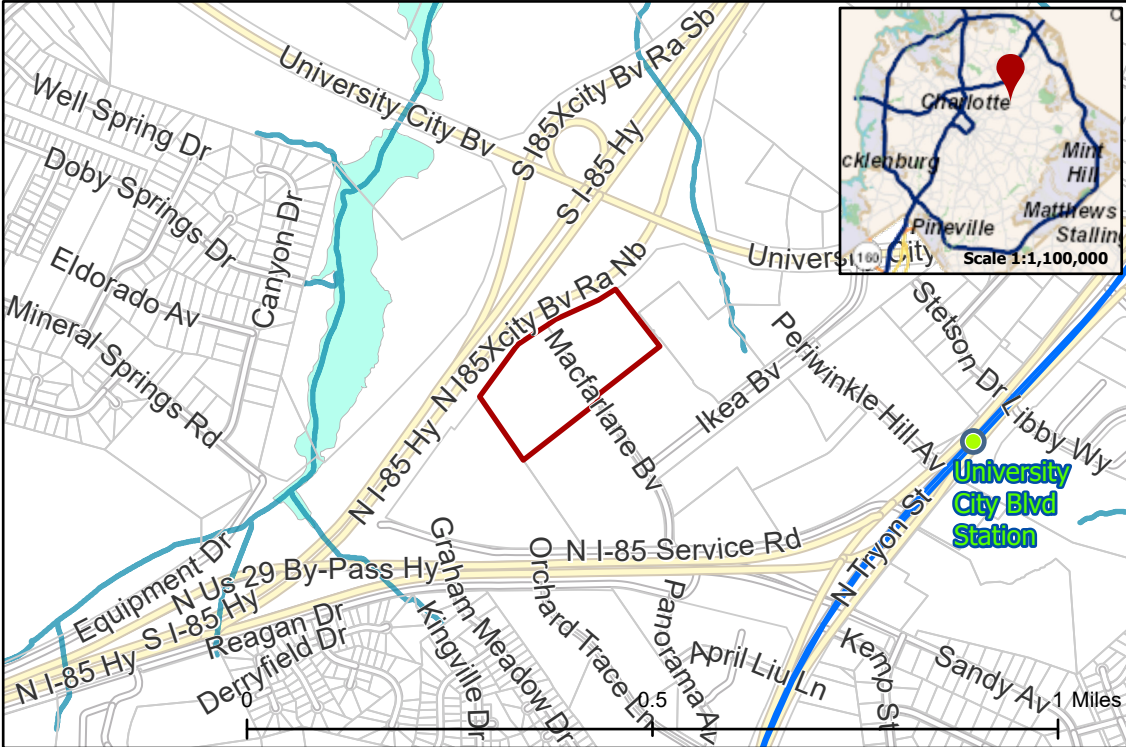 University City Bv
S I85Xcity Bv Ra Sb
S I-85 Hy
Well Spring Dr
Doby Springs Dr
Canyon Dr
Eldorado Av
Mineral Springs Rd
N I85Xcity Bv Ra Nb
N I-85 Hy
Macfarlane Bv
Ikea Bv
Periwinkle Hill Av
Stetson Dr
Libby Wy
University
City Blvd
Station
N Tryon St
N I-85 Service Rd
Equipment Dr
N Us 29 By-Pass Hy
S I-85 Hy
N I-85 Hy
Reagan Dr
Derryfield Dr
Kingville Dr
Graham Meadow Dr
Orchard Trace Ln
Panorama Av
April Liu Ln
Kemp St
Sandy Av
0
0.5
1 Miles
Charlotte
cklenburg
Mint
Hill
Matthews
Stalling
Pineville
160
Scale 1:1,100,000
City